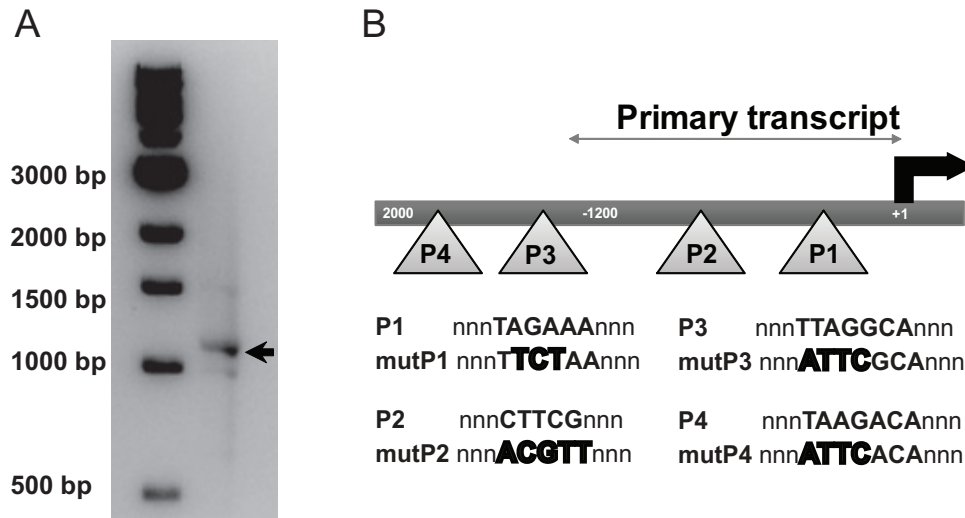 A
3000 bp
2000 bp
1500 bp
1000 bp
500 bp
B
Primary transcript
2000 -1200 +1
P4 P3 P2 P1
P1 nnnTAGAAAnnn
mutP1 nnnTTCTAAnnn
P2 nnnCTTCGnnn
mutP2 nnnACGTTnnn
P3 nnnTTAGGCAnnn
mutP3 nnnATTCGCAnnn
P4 nnnTAAGACAnnn
mutP4 nnnATTCACAnnn